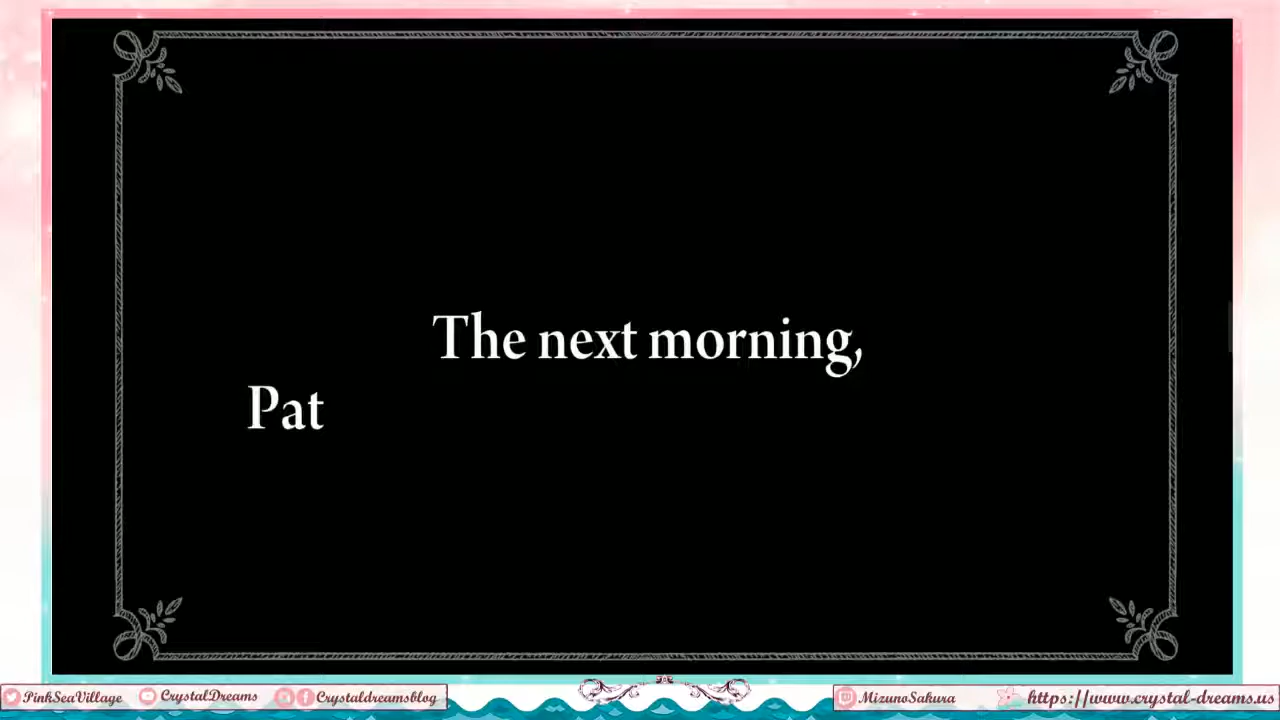 The next morning,
Pat
PinkSeaVillage CrystalDreams Crystaldreamsblog MizunoSakura https://www.crystal-dreams.us